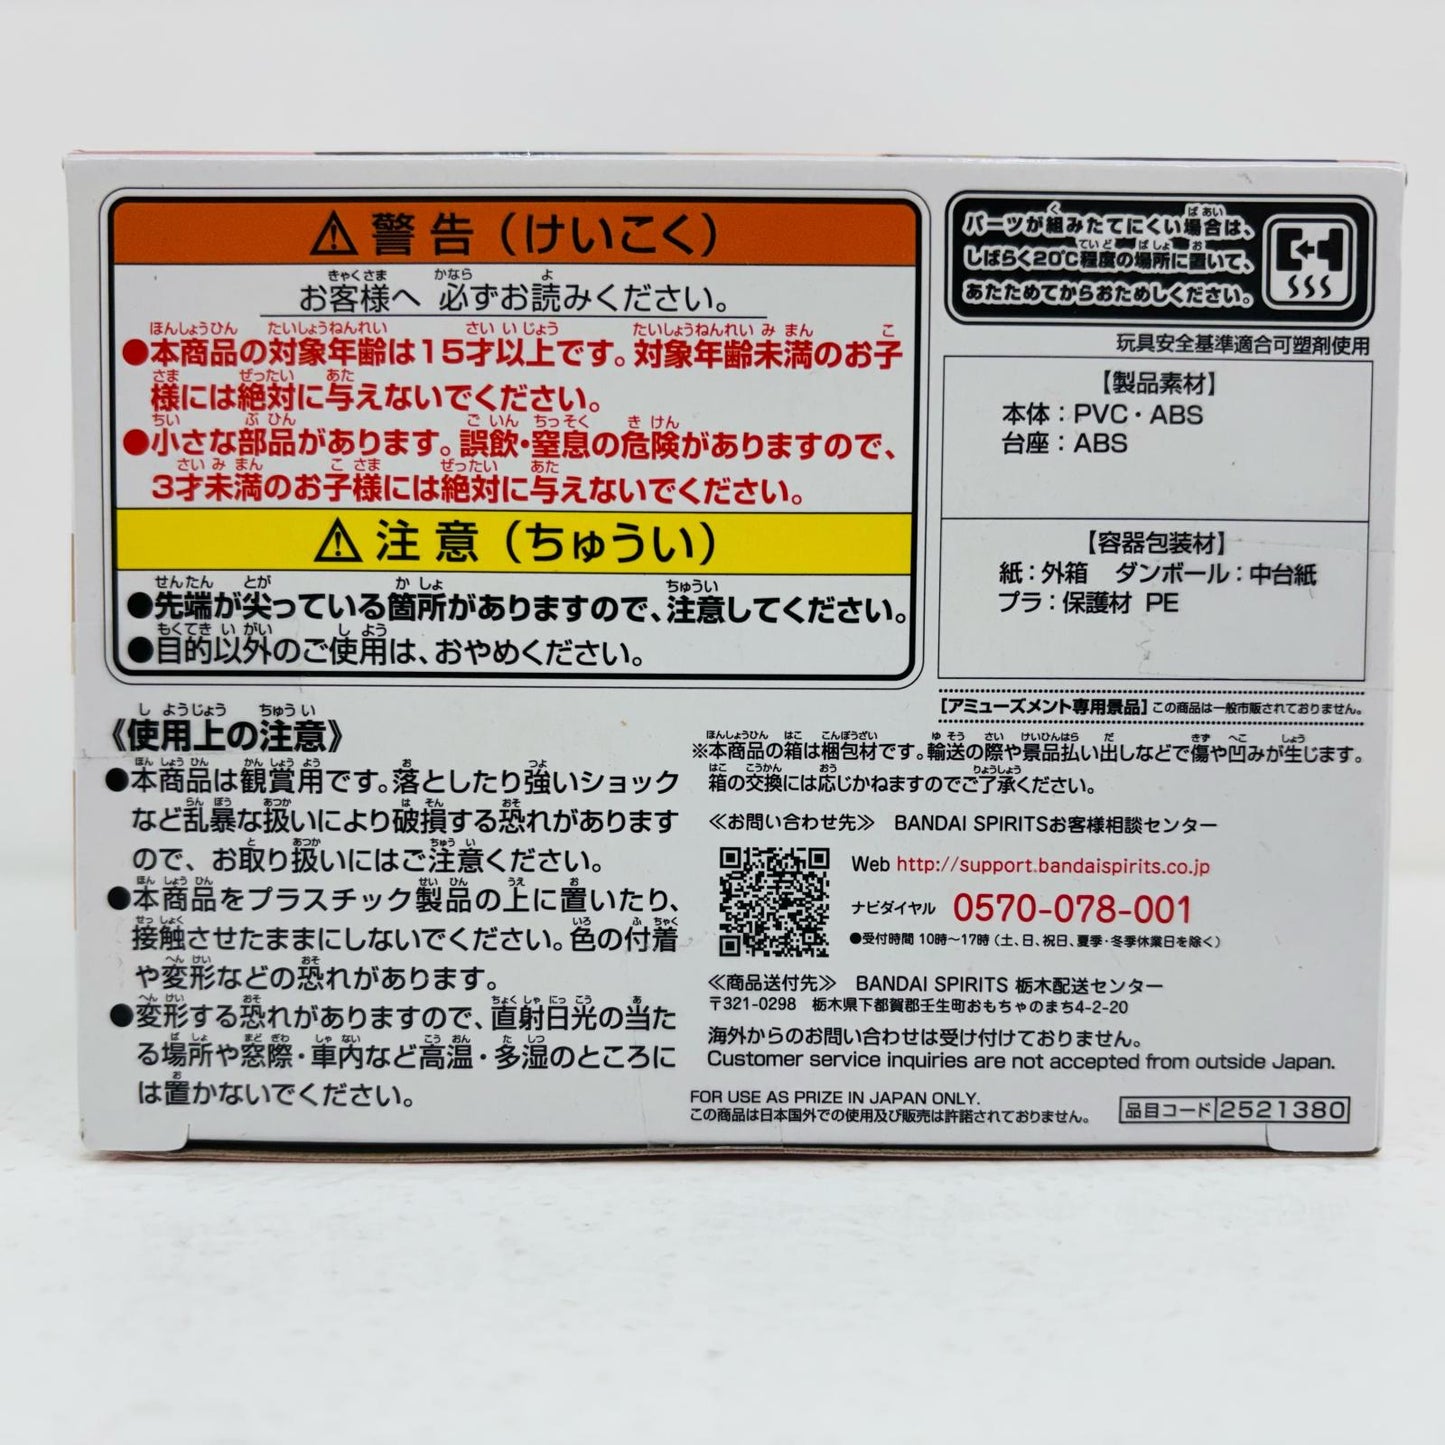 ⚠警告（けいこく）
お客様へ 必ずお読みください。
●本商品の対象年齢は15才以上です。対象年齢未満のお子
様には絶対に与えないでください。
●小さな部品があります。誤飲・窒息の危険がありますので、
3才未満のお子様には絶対に与えないでください。
⚠注意（ちゅうい）
●先端が尖っている箇所がありますので、注意してください。
●目的以外のご使用は、おやめください。
《使用上の注意》
●本商品は観賞用です。落としたり強いショック
など乱暴な扱いにより破損する恐れがあります
ので、お取り扱いにはご注意ください。
●本商品をプラスチック製品の上に置いたり、
接触させたままにしないでください。色の付着
や変形などの恐れがあります。
●変形する恐れがありますので、直射日光の当た
る場所や窓際・車内など高温・多湿のところに
は置かないでください。
パーツが組みたてにくい場合は、
しばらく20℃程度の場所に置いて、
あたためてからおためしください。
玩具安全基準適合可塑剤使用
【製品素材】
本体：PVC・ABS
台座：ABS
【容器包装材】
紙：外箱 ダンボール：中台紙
プラ：保護材 PE
【アミューズメント専用景品】この商品は一般市販されておりません。
※本商品の箱は梱包材です。輸送の際や景品払い出しなどで傷や凹みが生じます。
箱の交換には応じかねますのでご了承ください。
≪お問い合わせ先≫ BANDAI SPIRITSお客様相談センター
Web http://support.bandaispirits.co.jp
ナビダイヤル 0570-078-001
●受付時間 10時～17時（土、日、祝日、夏季・冬季休業日を除く）
≪商品送付先≫ BANDAI SPIRITS 栃木配送センター
〒321-0298 栃木県下都賀郡壬生町おもちゃのまち4-2-20
海外からのお問い合わせは受け付けておりません。
Customer service inquiries are not accepted from outside Japan.
FOR USE AS PRIZE IN JAPAN ONLY.
この商品は日本国外での使用及び販売は許諾されておりません。
品目コード 2521380